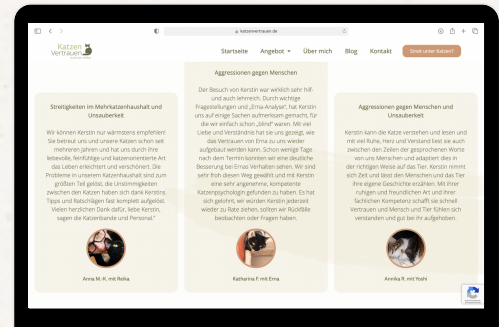 katzenvertrauen.de
Katzen
Vertrauen
Startseite Angebot Über mich Blog Kontakt Streit unter Katzen?
Streitigkeiten im Mehrkatzenhaushalt und
Unsauberkeit
Wir können Kerstin nur wärmstens empfehlen!
Sie betreut uns und unsere Katzen schon seit
mehreren Jahren und hat uns durch ihre
liebevolle, feinfühlige und katzenorientierte Art
das Leben erleichtert und verschönert. Die
Probleme in unserem Katzenhaushalt sind zum
größten Teil gelöst, die Unstimmigkeiten
zwischen den Katzen haben sich dank Kerstins
Tipps und Ratschlägen fast komplett aufgelöst.
Vielen herzlichen Dank dafür, liebe Kerstin,
sagen die Katzenbande und Personal."
Anna M.-K. mit Reika
Aggressionen gegen Menschen
Der Besuch von Kerstin war wirklich sehr hilf-
und auch lehrreich. Durch wichtige
Fragestellungen und „Erna-Analyse", hat Kerstin
uns auf einige Sachen aufmerksam gemacht, für
die wir einfach schon „blind" waren. Mit viel
Liebe und Verständnis hat sie uns gezeigt, wie
das Vertrauen von Erna zu uns wieder
aufgebaut werden kann. Schon wenige Tage
nach dem Termin konnten wir eine deutliche
Besserung bei Ernas Verhalten sehen. Wir sind
sehr froh diesen Weg gewählt und mit Kerstin
eine sehr angenehme, kompetente
Katzenpsychologin gefunden zu haben. Es hat
sich gelohnt, wir würden Kerstin jederzeit
wieder zu Rate ziehen, sollten wir Rückfälle
beobachten oder Fragen haben.
Katharina F. mit Erna
Aggressionen gegen Menschen und
Unsauberkeit
Kerstin kann die Katze verstehen und lesen und
mit viel Ruhe, Herz und Verstand liest sie auch
zwischen den Zeilen der gesprochenen Worte
von uns Menschen und adaptiert dies in
der richtigen Weise auf das Tier. Kerstin nimmt
sich Zeit und lässt den Menschen und das Tier
ihre eigene Geschichte erzählen. Mit ihrer
ruhigen und freundlichen Art und ihrer
fachlichen Kompetenz schafft sie schnell
Vertrauen und Mensch und Tier fühlen sich
verstanden und gut bei ihr aufgehoben.
Annika R. mit Yoshi